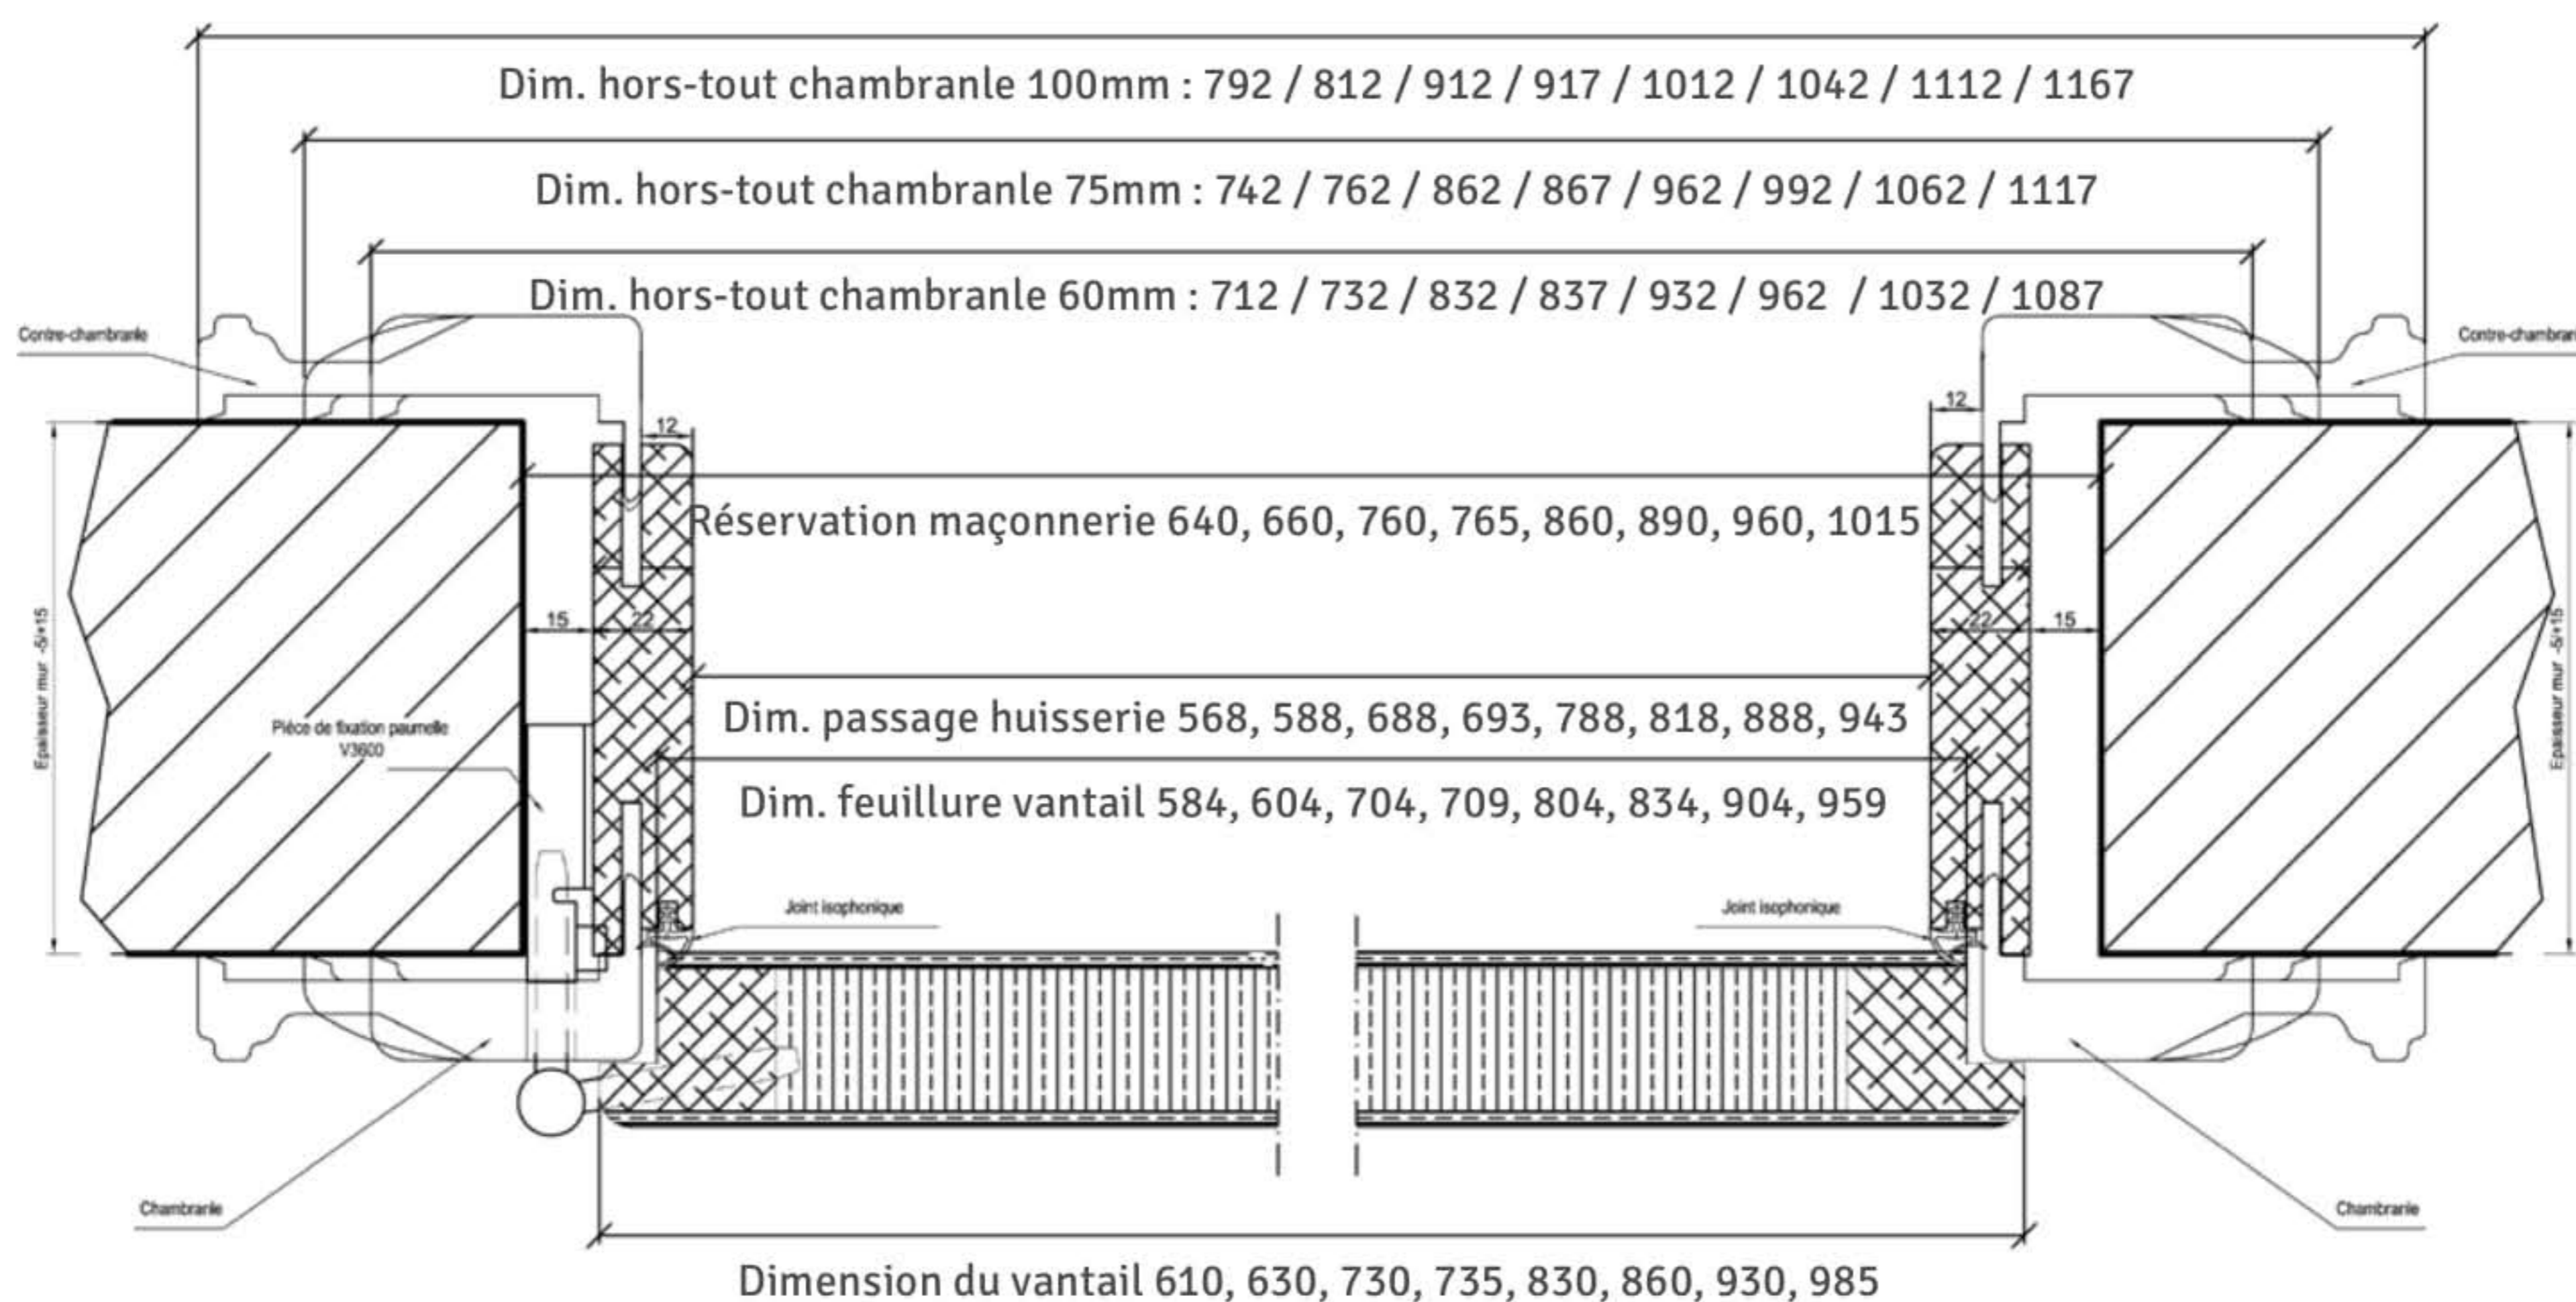 Dim. hors-tout chambranle 100mm : 792 / 812 / 912 / 917 / 1012 / 1042 / 1112 / 1167
Dim. hors-tout chambranle 75mm : 742 / 762 / 862 / 867 / 962 / 992 / 1062 / 1117
Dim. hors-tout chambranle 60mm : 712 / 732 / 832 / 837 / 932 / 962 / 1032 / 1087
Contre-chambranle
Contre-chambran
12
12
Réservation maçonnerie 640, 660, 760, 765, 860, 890, 960, 1015
15
22
22
15
Epaisseur mur -5/+15
Epaisseur mur -5/+15
Dim. passage huisserie 568, 588, 688, 693, 788, 818, 888, 943
Pièce de fixation paumelle
V3600
Dim. feuillure vantail 584, 604, 704, 709, 804, 834, 904, 959
Joint isophonique
Joint isophonique
Chambranle
Chambranle
Dimension du vantail 610, 630, 730, 735, 830, 860, 930, 985